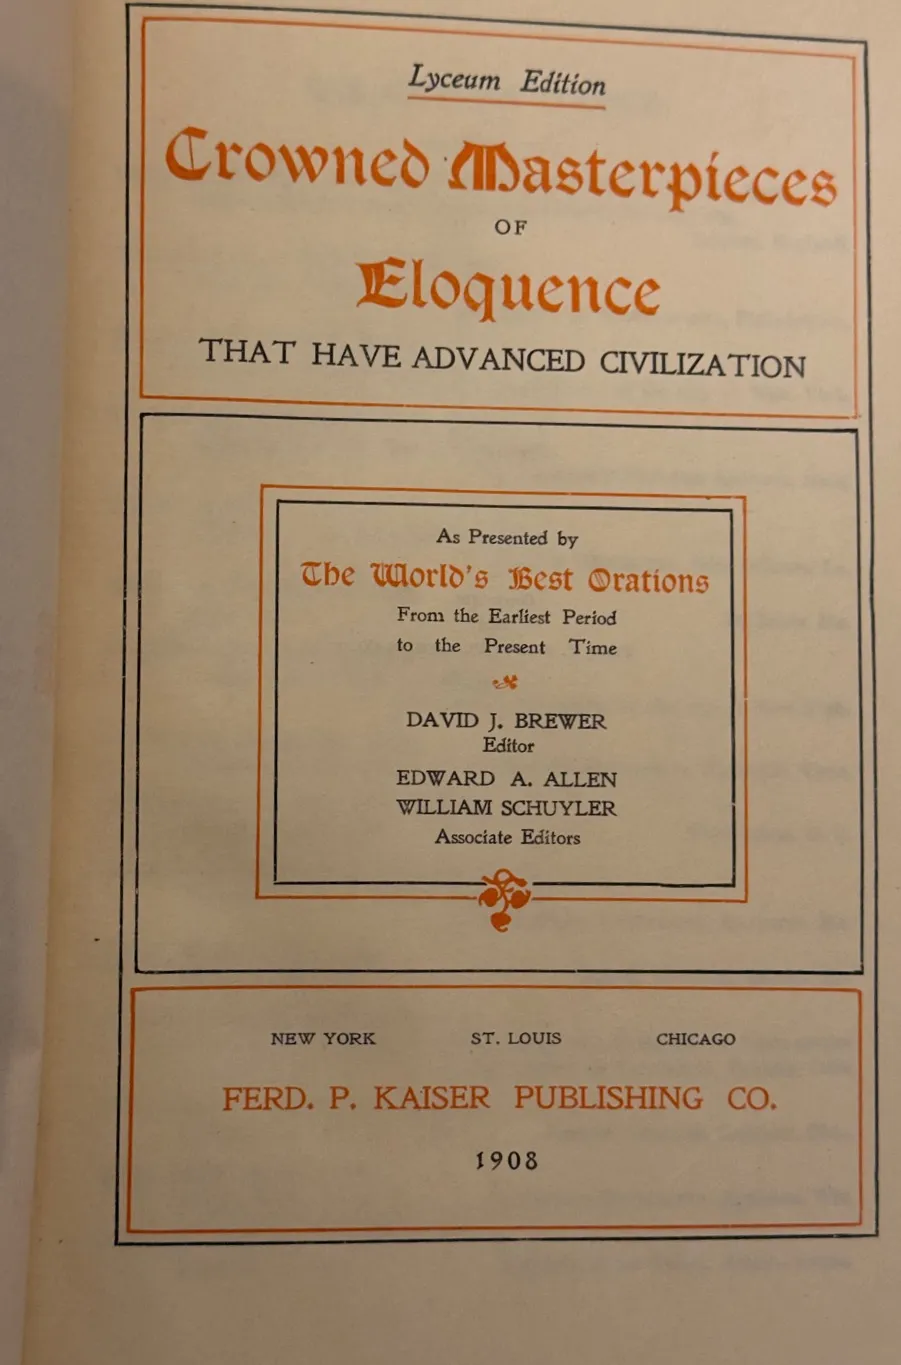 Lyceum Edition
Crowned Masterpieces
OF
Eloquence
THAT HAVE ADVANCED CIVILIZATION
As Presented by
The World's Best Orations
From the Earliest Period
to the Present Time
DAVID J. BREWER
Editor
EDWARD A. ALLEN
WILLIAM SCHUYLER
Associate Editors
NEW YORK ST. LOUIS CHICAGO
FERD. P. KAISER PUBLISHING CO.
1908